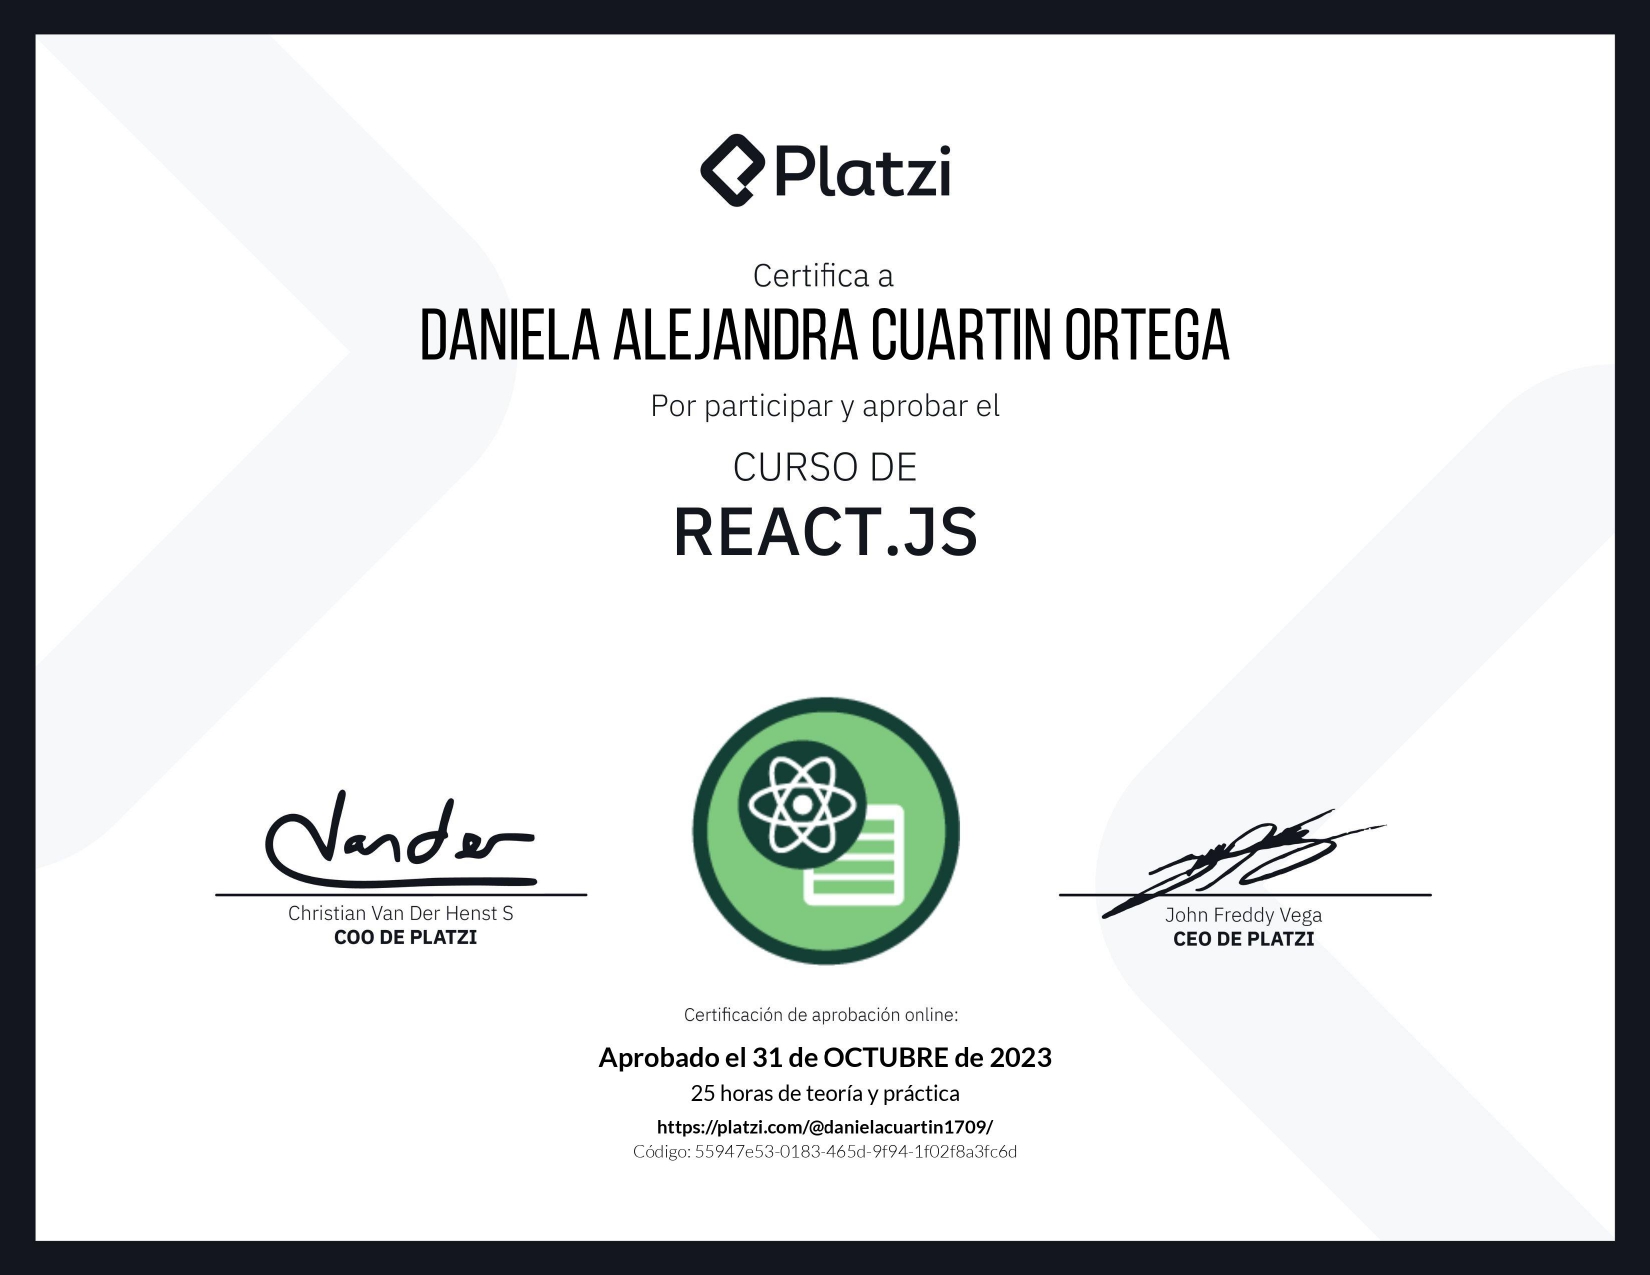 Platzi
Certifica a
DANIELA ALEJANDRA CUARTIN ORTEGA
Por participar y aprobar el
CURSO DE
REACT.JS
Vander
Christian Van Der Henst S
COO DE PLATZI
John Freddy Vega
CEO DE PLATZI
Certificación de aprobación online:
Aprobado el 31 de OCTUBRE de 2023
25 horas de teoría y práctica
https://platzi.com/@danielacuartin1709/
Código: 55947e53-0183-465d-9f94-1f02f8a3fc6d